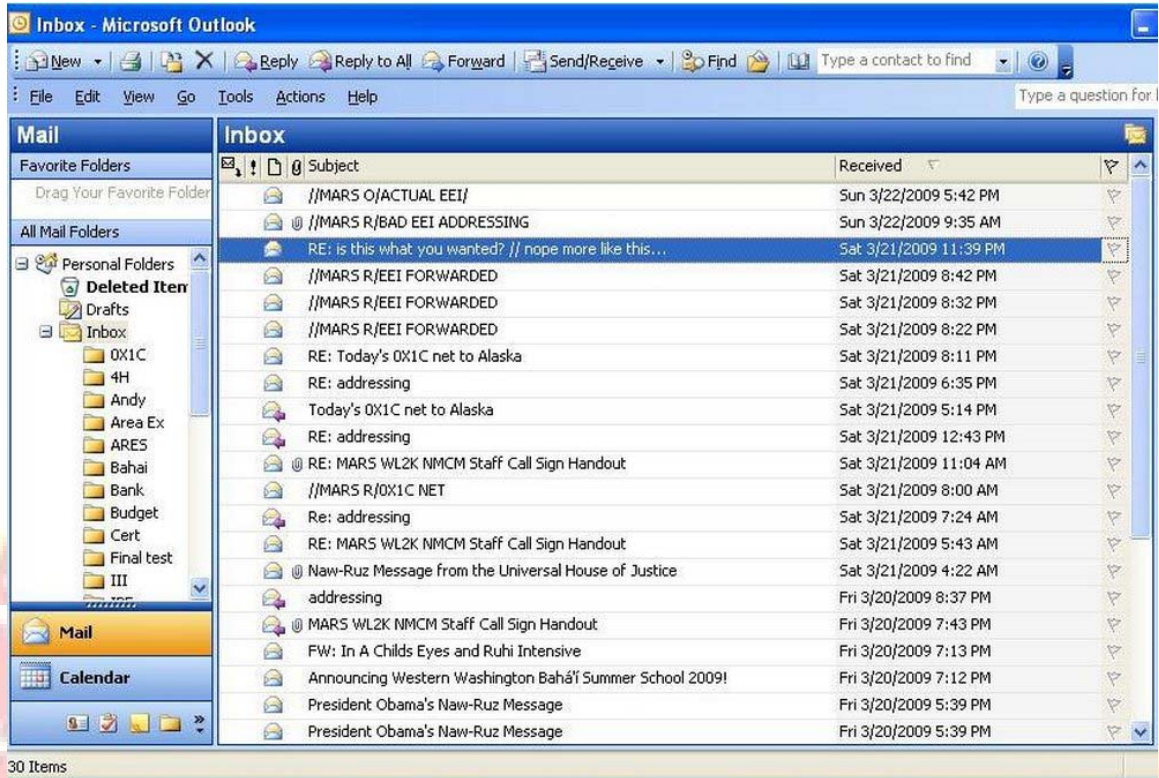 Inbox - Microsoft Outlook
New Reply Reply to All Forward Send/Receive Find Type a contact to find
File Edit View Go Tools Actions Help Type a question for
Mail Inbox
Favorite Folders Subject Received
Drag Your Favorite Folder //MARS O/ACTUAL EEI/ Sun 3/22/2009 5:42 PM
//MARS R/BAD EEI ADDRESSING Sun 3/22/2009 9:35 AM
All Mail Folders RE: is this what you wanted? // nope more like this... Sat 3/21/2009 11:39 PM
Personal Folders //MARS R/EEI FORWARDED Sat 3/21/2009 8:42 PM
Deleted Iten //MARS R/EEI FORWARDED Sat 3/21/2009 8:32 PM
Drafts
Inbox //MARS R/EEI FORWARDED Sat 3/21/2009 8:22 PM
0X1C RE: Today's 0X1C net to Alaska Sat 3/21/2009 8:11 PM
4H RE: addressing Sat 3/21/2009 6:35 PM
Andy Today's 0X1C net to Alaska Sat 3/21/2009 5:14 PM
Area Ex
ARES RE: addressing Sat 3/21/2009 12:43 PM
Bahai RE: MARS WL2K NMCM Staff Call Sign Handout Sat 3/21/2009 11:04 AM
Bank //MARS R/0X1C NET Sat 3/21/2009 8:00 AM
Budget Re: addressing Sat 3/21/2009 7:24 AM
Cert RE: MARS WL2K NMCM Staff Call Sign Handout Sat 3/21/2009 5:43 AM
Final test
III Naw-Ruz Message from the Universal House of Justice Sat 3/21/2009 4:22 AM
addressing Fri 3/20/2009 8:37 PM
Mail MARS WL2K NMCM Staff Call Sign Handout Fri 3/20/2009 7:43 PM
FW: In A Childs Eyes and Ruhi Intensive Fri 3/20/2009 7:13 PM
Calendar Announcing Western Washington Bahá'í Summer School 2009! Fri 3/20/2009 7:12 PM
President Obama's Naw-Ruz Message Fri 3/20/2009 5:39 PM
President Obama's Naw-Ruz Message Fri 3/20/2009 5:39 PM
30 Items